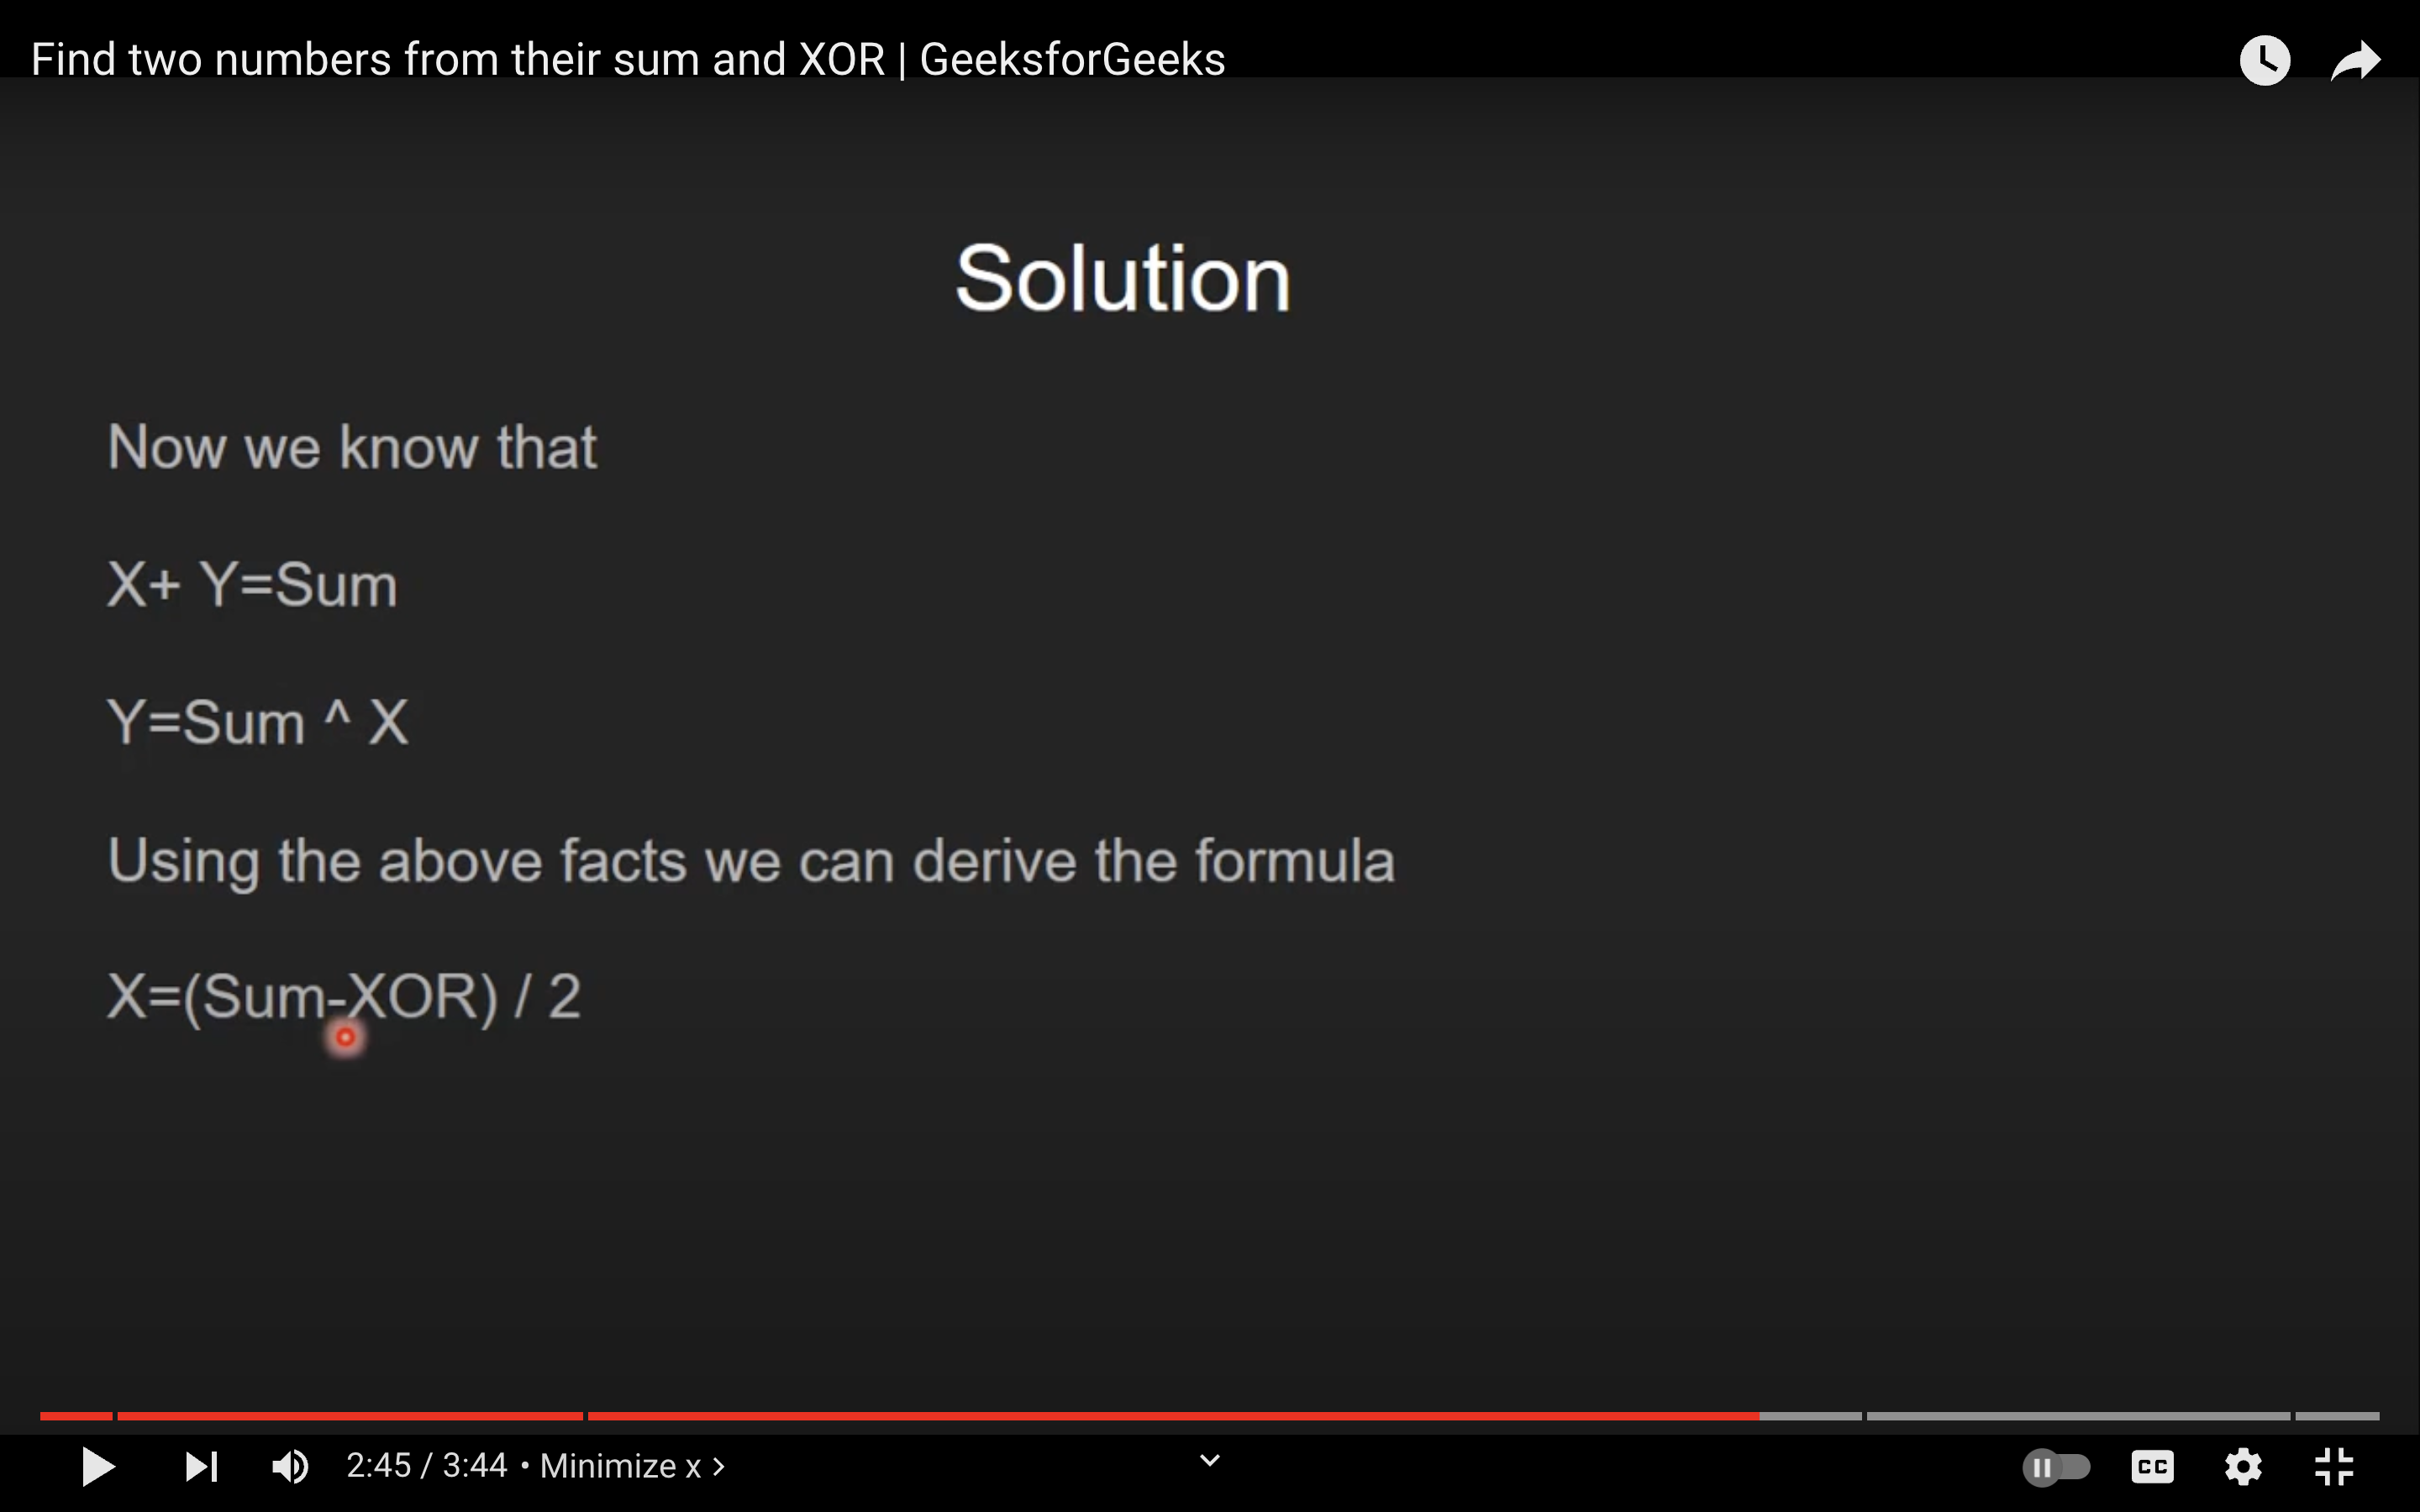 Find two numbers from their sum and XOR | GeeksforGeeks
Solution
Now we know that
X+ Y=Sum
Y=Sum ^ X
Using the above facts we can derive the formula
X=(Sum-XOR) / 2
2:45 / 3:44 • Minimize x >
CC